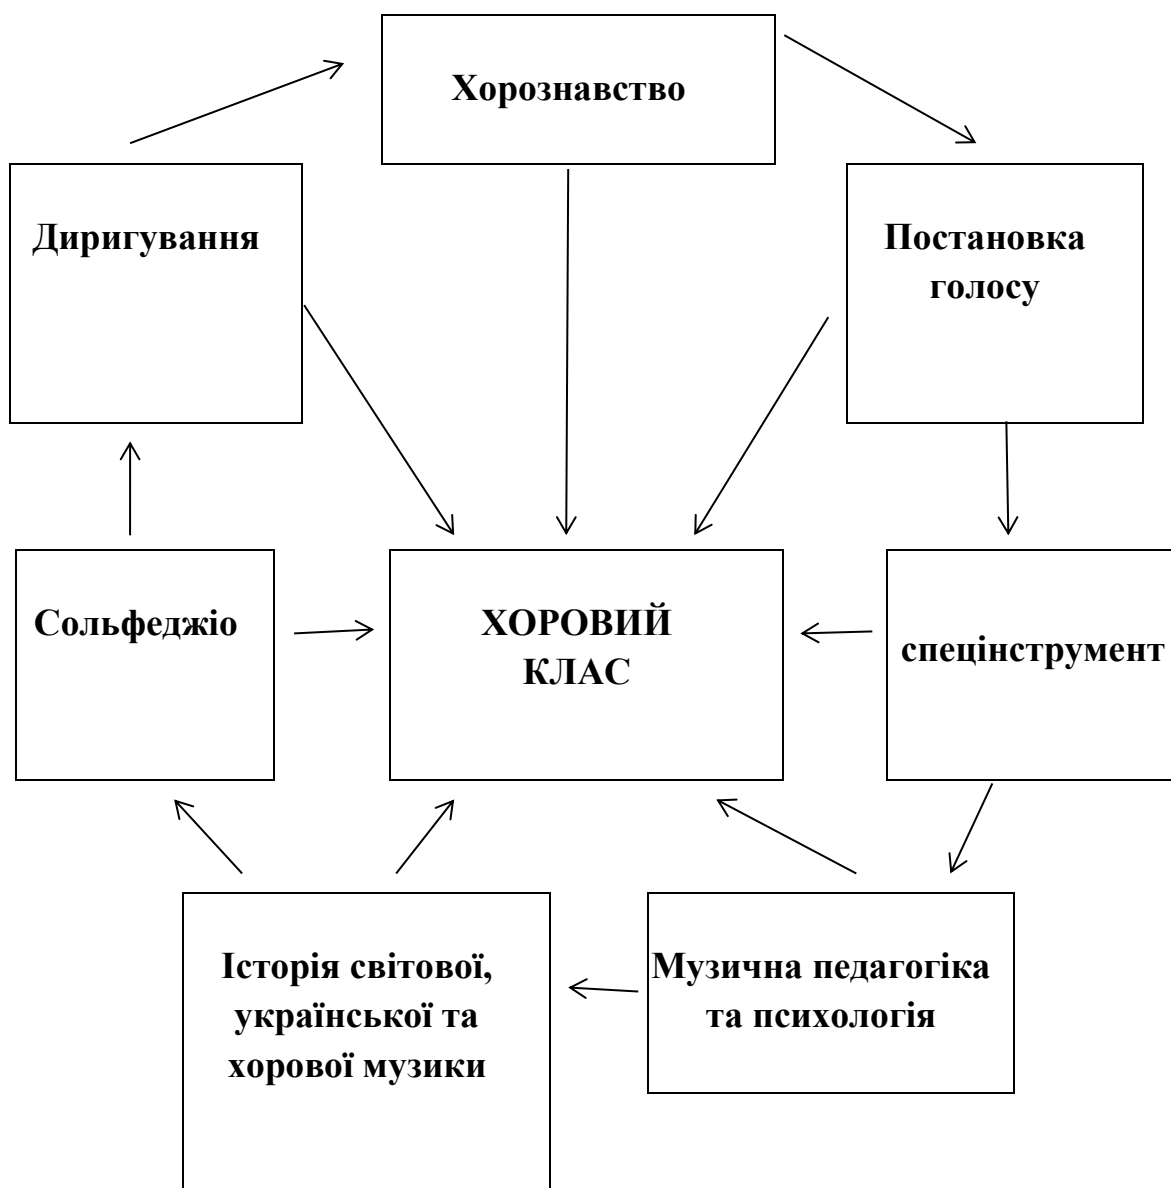 Хорознавство
Диригування
Постановка
голосу
Сольфеджіо
ХОРОВИЙ
КЛАС
спецінструмент
Історія світової,
української та
хорової музики
Музична педагогіка
та психологія